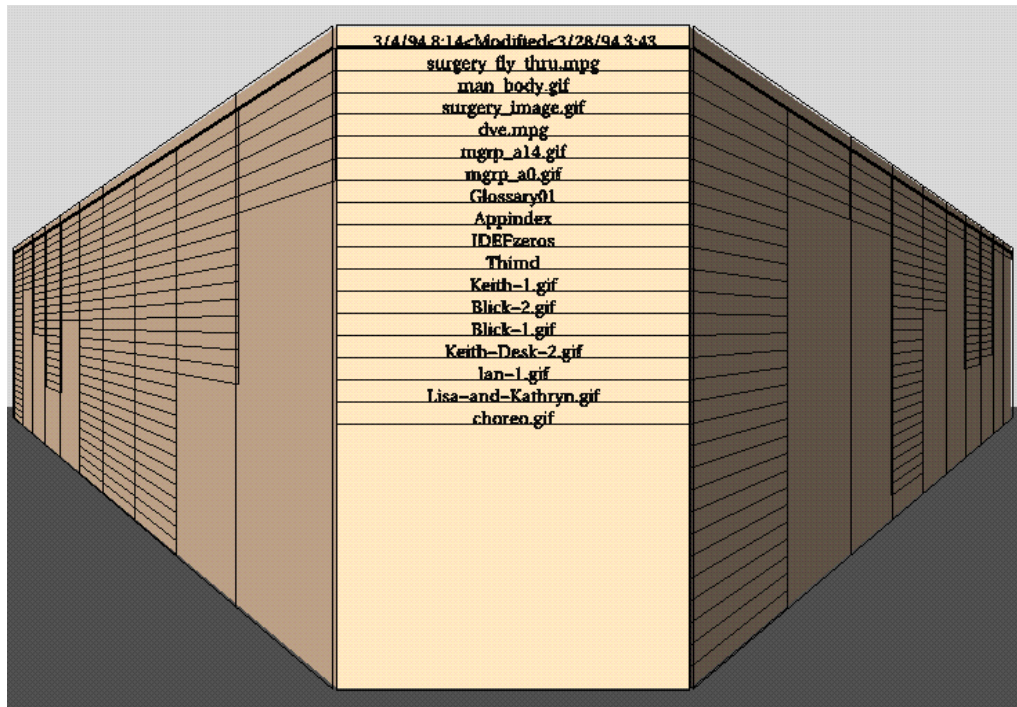 3/4/94 8:14<Modified<3/28/94 3:43
surgery_fly_thru.mpg
man_body.gif
surgery_image.gif
dve.mpg
mgrp_a14.gif
mgrp_a0.gif
Glossary01
Appindex
IDEFzeros
Thimd
Keith-1.gif
Blick-2.gif
Blick-1.gif
Keith-Desk-2.gif
Ian-1.gif
Lisa-and-Kathryn.gif
choreo.gif